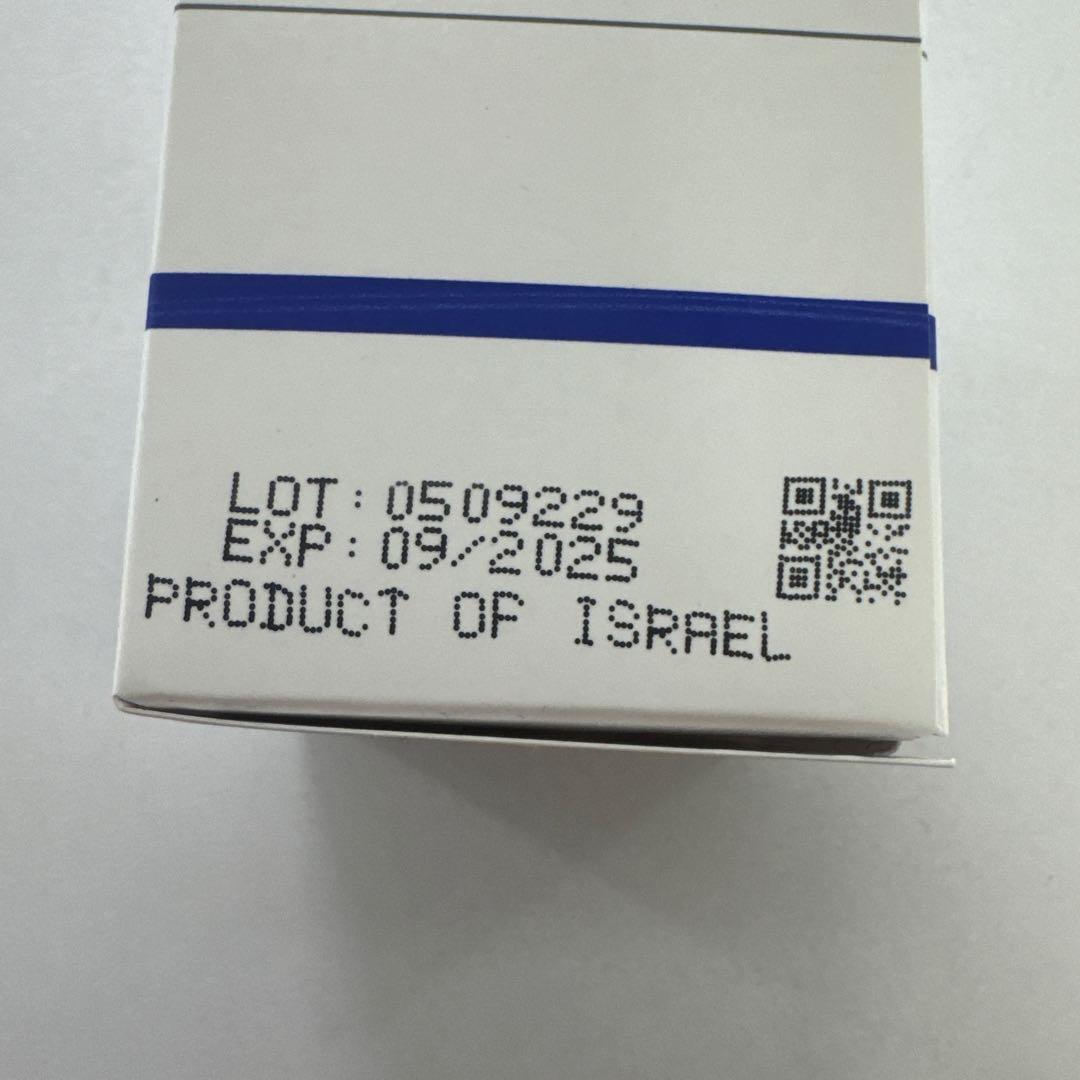 LOT: 0509229
EXP: 09/2025
PRODUCT OF ISRAEL